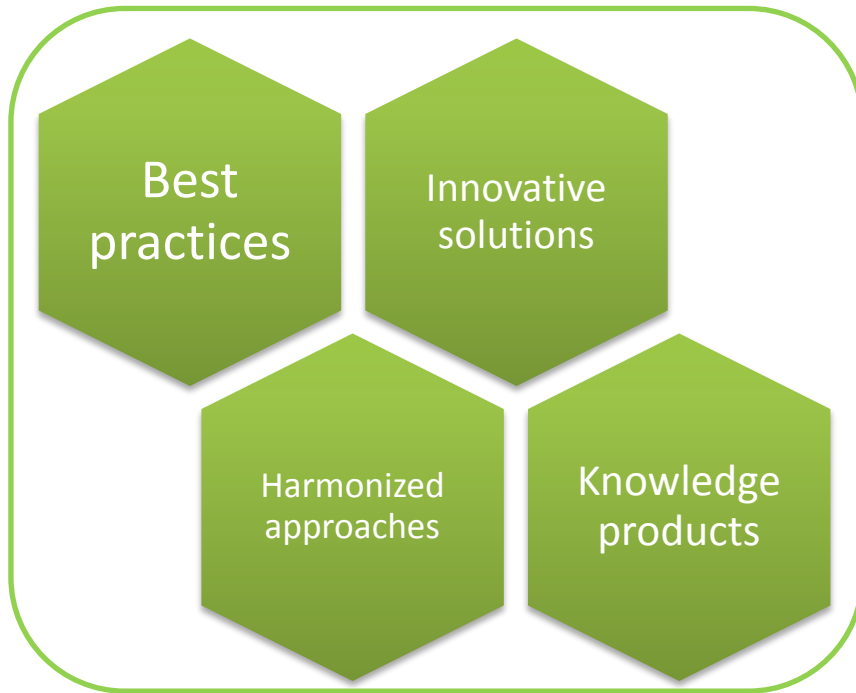 Best
practices
Innovative
solutions
Harmonized
approaches
Knowledge
products